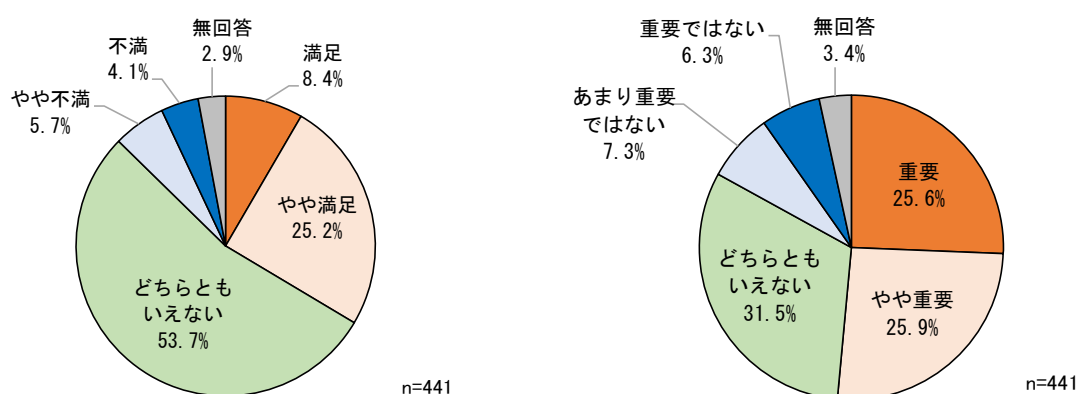 無回答
2.9%
満足
8.4%
不満
4.1%
やや不満
5.7%
やや満足
25.2%
どちらとも
いえない
53.7%
n=441
重要ではない
6.3%
無回答
3.4%
あまり重要
ではない
7.3%
重要
25.6%
どちらとも
いえない
31.5%
やや重要
25.9%
n=441